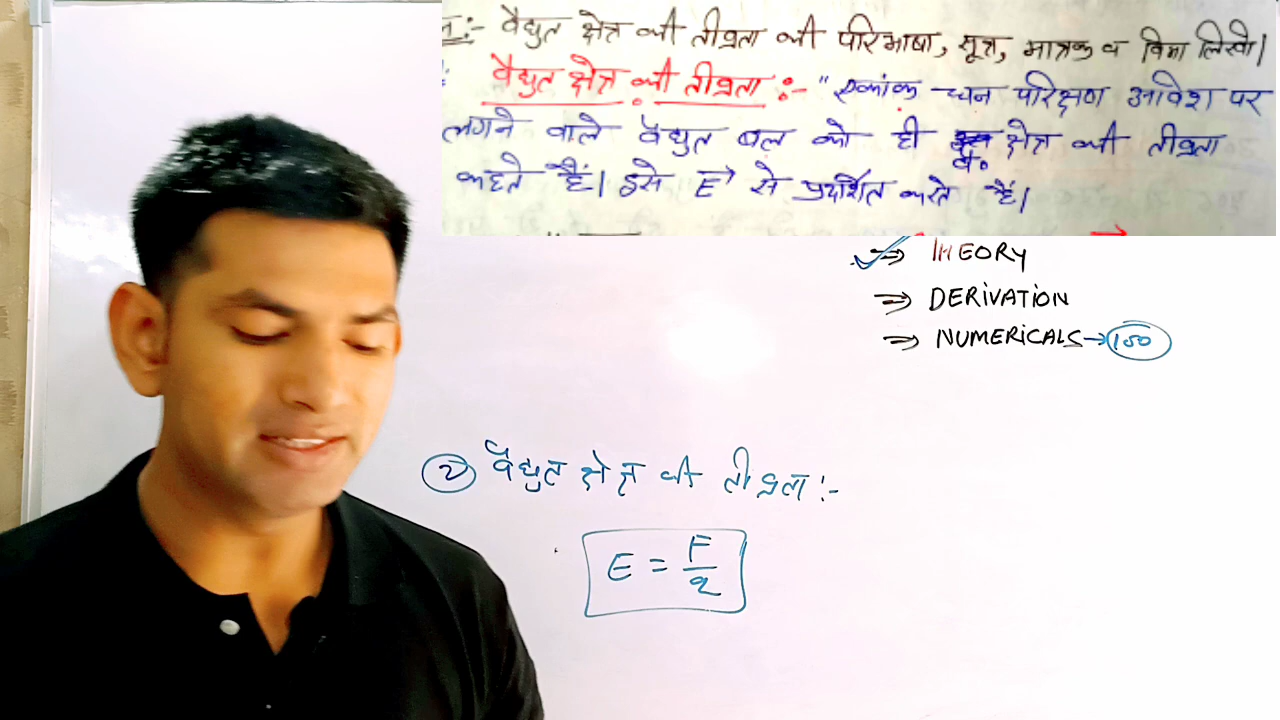 :- वैद्युत क्षेत्र की तीव्रता की परिभाषा, सूत्र, मात्रक व विमा लिखो।
वैद्युत क्षेत्र की तीव्रता :- "एकांक धन परिक्षण आवेश पर
लगने वाले वैद्युत बल को ही वै० क्षेत्र की तीव्रता
कहते हैं। इसे E→ से प्रदर्शित करते हैं।
⇒ THEORY
⇒ DERIVATION
⇒ NUMERICALS → 150
2 वैद्युत क्षेत्र की तीव्रता :-
E = F/q